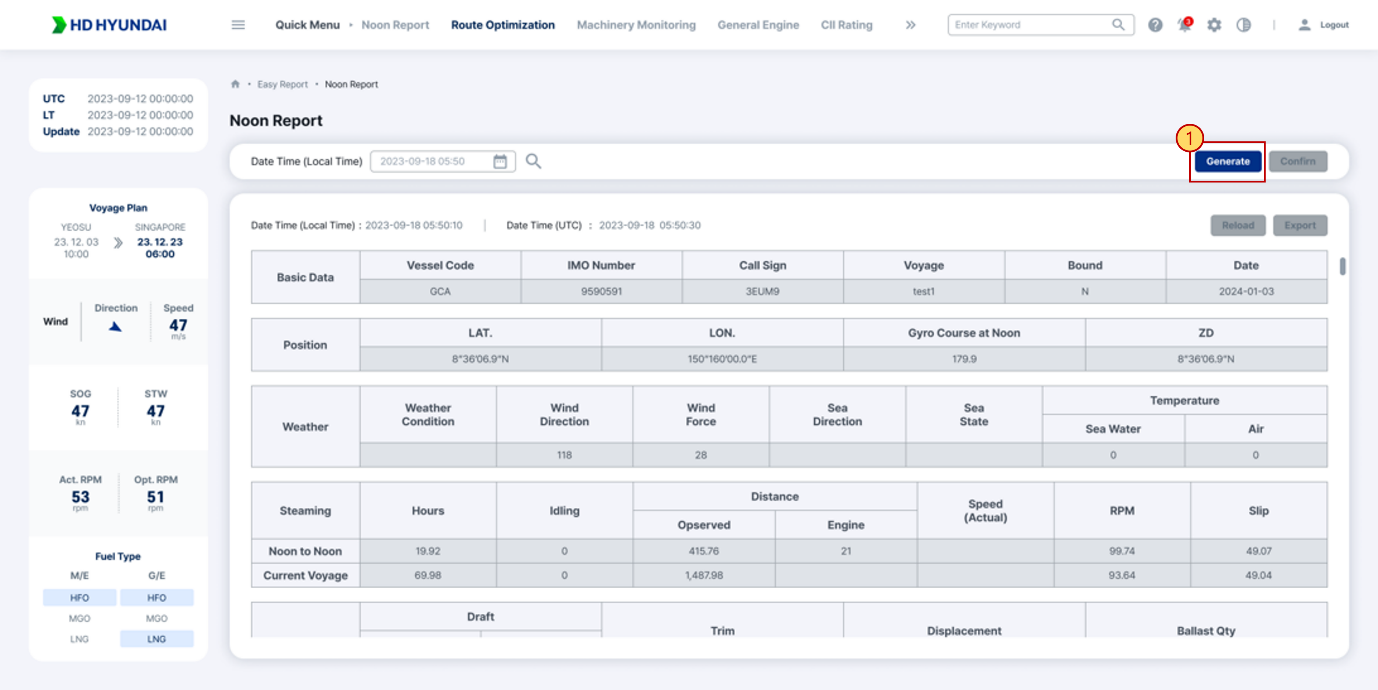 HD HYUNDAI
Quick Menu
Noon Report
Route Optimization
Machinery Monitoring
General Engine
CII Rating
Enter Keyword
3
Logout
UTC 2023-09-12 00:00:00
LT 2023-09-12 00:00:00
Update 2023-09-12 00:00:00
Voyage Plan
YEOSU SINGAPORE
23. 12. 03 23. 12. 23
10:00 06:00
Wind
Direction
Speed
47
m/s
SOG STW
47 47
kn kn
Act. RPM Opt. RPM
53 51
rpm rpm
Fuel Type
M/E G/E
HFO HFO
MGO MGO
LNG LNG
Easy Report • Noon Report
Noon Report
Date Time (Local Time) 2023-09-18 05:50
1
Generate Confirm
Date Time (Local Time) : 2023-09-18 05:50:10 | Date Time (UTC) : 2023-09-18 05:50:30
Reload Export
Basic Data
Vessel Code IMO Number Call Sign Voyage Bound Date
GCA 9590591 3EUM9 test1 N 2024-01-03
Position
LAT. LON. Gyro Course at Noon ZD
8°36'06.9"N 150°160'00.0"E 179.9 8°36'06.9"N
Weather
Weather Condition
Wind Direction
Wind Force
Sea Direction
Sea State
Temperature
Sea Water Air
118 28 0 0
Steaming
Hours
Idling
Distance
Opserved Engine
Speed (Actual)
RPM
Slip
Noon to Noon 19.92 0 415.76 21 99.74 49.07
Current Voyage 69.98 0 1,487.98 93.64 49.04
Draft
Trim Displacement Ballast Qty